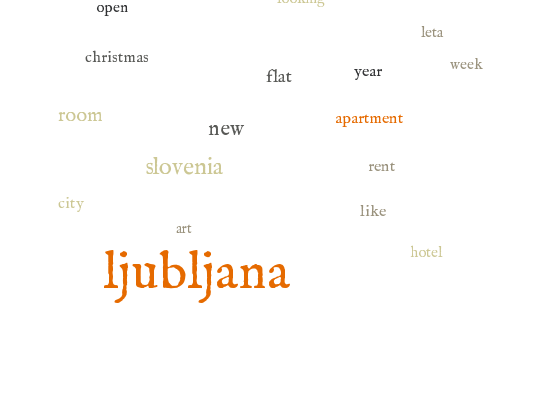 looking
open
leta
christmas
week
year
flat
room
apartment
new
slovenia
rent
city
like
art
hotel
ljubljana